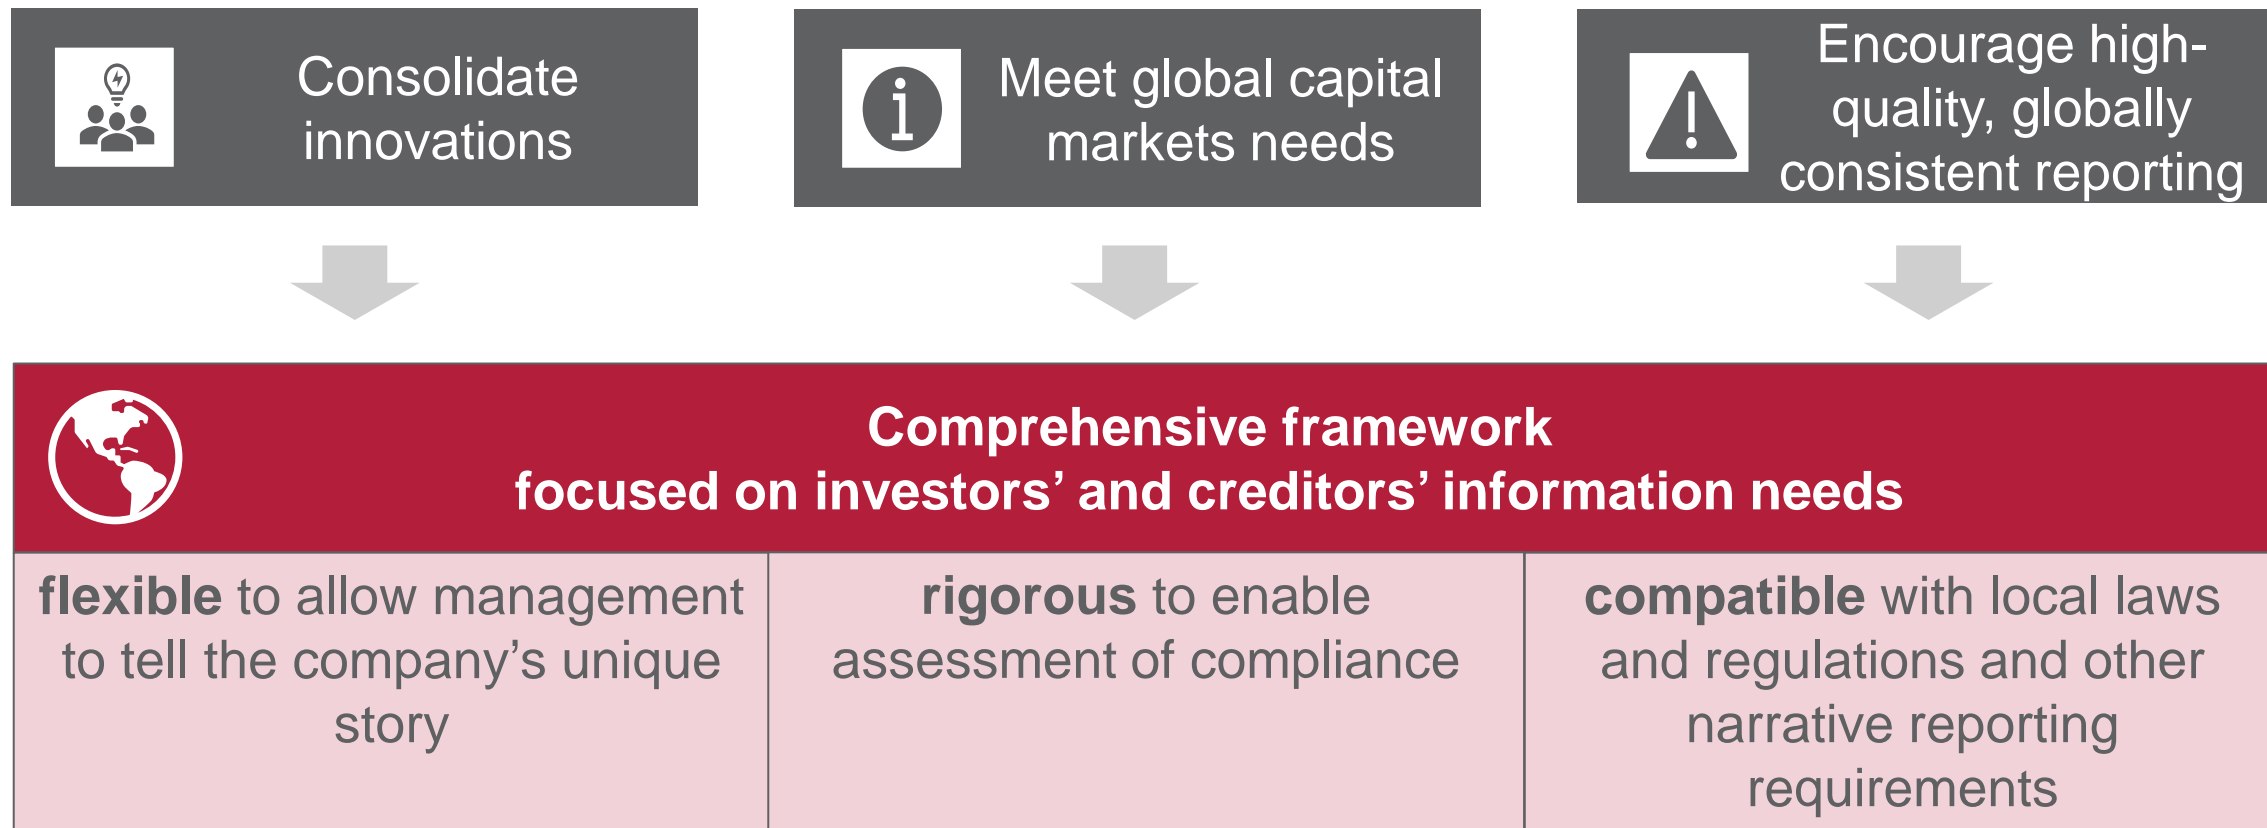 Consolidate
innovations
Meet global capital
markets needs
Encourage high-
quality, globally
consistent reporting
Comprehensive framework
focused on investors’ and creditors’ information needs
flexible to allow management
to tell the company’s unique
story
rigorous to enable
assessment of compliance
compatible with local laws
and regulations and other
narrative reporting
requirements